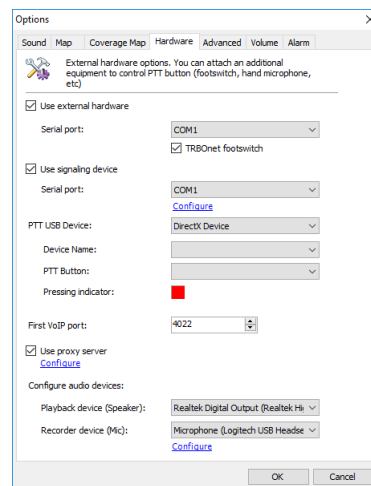 Options
Sound Map Coverage Map Hardware Advanced Volume Alarm
External hardware options. You can attach an additional
equipment to control PTT button (footswitch, hand microphone,
etc)
Use external hardware
Serial port: COM1
TRBOnet footswitch
Use signaling device
Serial port: COM1
Configure
PTT USB Device: DirectX Device
Device Name:
PTT Button:
Pressing indicator:
First VoIP port: 4022
Use proxy server
Configure
Configure audio devices:
Playback device (Speaker): Realtek Digital Output (Realtek Hi
Recorder device (Mic): Microphone (Logitech USB Headse
Configure
OK Cancel